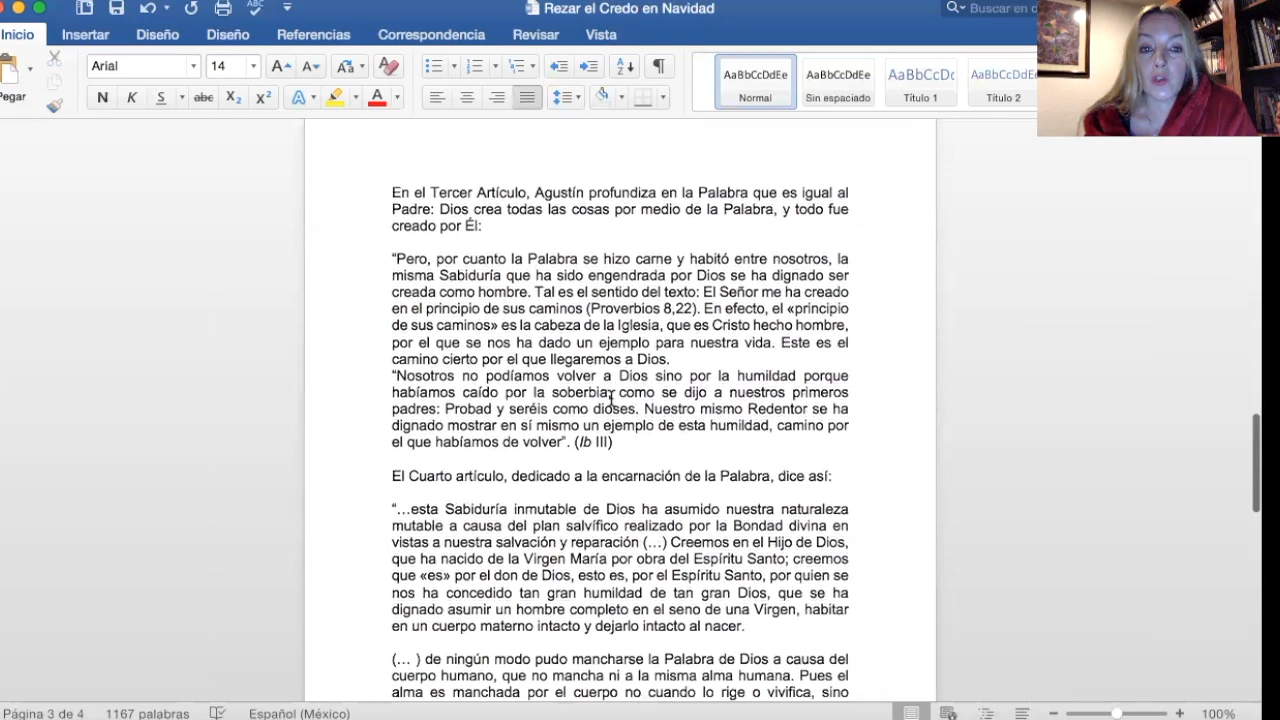 Rezar el Credo en Navidad
Buscar en d
Inicio Insertar Diseño Diseño Referencias Correspondencia Revisar Vista
Pegar
Arial 14
AaBbCcDdEe AaBbCcDdEe AaBbCcDc AaBbCcDdE
Normal Sin espaciado Título 1 Título 2
En el Tercer Artículo, Agustín profundiza en la Palabra que es igual al
Padre: Dios crea todas las cosas por medio de la Palabra, y todo fue
creado por Él:
“Pero, por cuanto la Palabra se hizo carne y habitó entre nosotros, la
misma Sabiduría que ha sido engendrada por Dios se ha dignado ser
creada como hombre. Tal es el sentido del texto: El Señor me ha creado
en el principio de sus caminos (Proverbios 8,22). En efecto, el «principio
de sus caminos» es la cabeza de la Iglesia, que es Cristo hecho hombre,
por el que se nos ha dado un ejemplo para nuestra vida. Este es el
camino cierto por el que llegaremos a Dios.
“Nosotros no podíamos volver a Dios sino por la humildad porque
habíamos caído por la soberbia, como se dijo a nuestros primeros
padres: Probad y seréis como dioses. Nuestro mismo Redentor se ha
dignado mostrar en sí mismo un ejemplo de esta humildad, camino por
el que habíamos de volver”. (Ib III)
El Cuarto artículo, dedicado a la encarnación de la Palabra, dice así:
“…esta Sabiduría inmutable de Dios ha asumido nuestra naturaleza
mutable a causa del plan salvífico realizado por la Bondad divina en
vistas a nuestra salvación y reparación (…) Creemos en el Hijo de Dios,
que ha nacido de la Virgen María por obra del Espíritu Santo; creemos
que «es» por el don de Dios, esto es, por el Espíritu Santo, por quien se
nos ha concedido tan gran humildad de tan gran Dios, que se ha
dignado asumir un hombre completo en el seno de una Virgen, habitar
en un cuerpo materno intacto y dejarlo intacto al nacer.
(… ) de ningún modo pudo mancharse la Palabra de Dios a causa del
cuerpo humano, que no mancha ni a la misma alma humana. Pues el
alma es manchada por el cuerpo no cuando lo rige o vivifica, sino
Página 3 de 4 1167 palabras Español (México) 100%